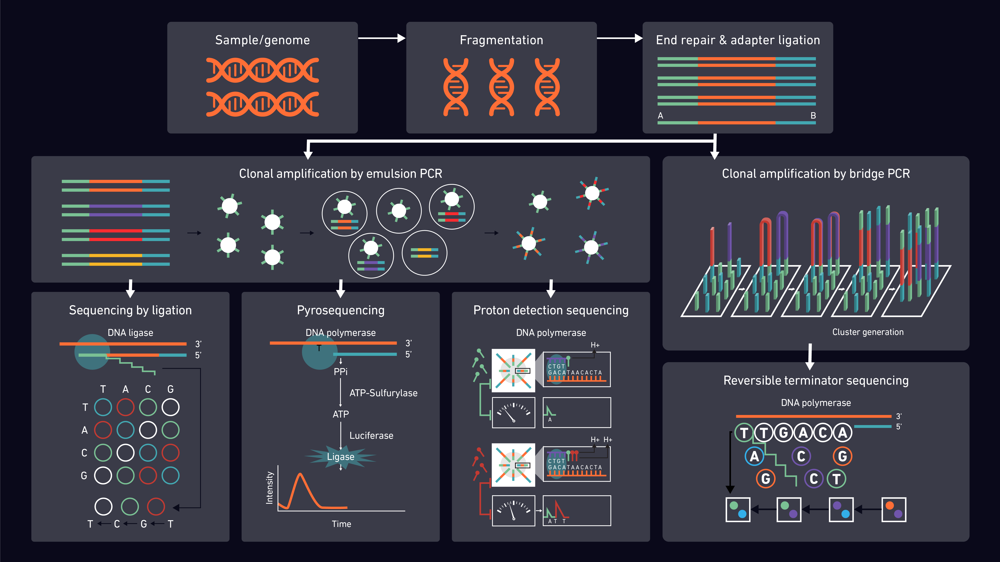 Sample/genome
Fragmentation
End repair & adapter ligation
A B
Clonal amplification by emulsion PCR
Clonal amplification by bridge PCR
Cluster generation
Sequencing by ligation
DNA ligase
3’
5’
T A C G
T
A
C
G
T C G T
Pyrosequencing
DNA polymerase
3’
T
5’
PPi
ATP-Sulfurylase
ATP
Luciferase
Ligase
Intensity
Time
Proton detection sequencing
DNA polymerase
H+
CTGT
GACATAACACTA
A
H+ H+
CTGT
GACATAACACTA
A T T
Reversible terminator sequencing
DNA polymerase
3’
5’
T T G A C A
A C G
G C T